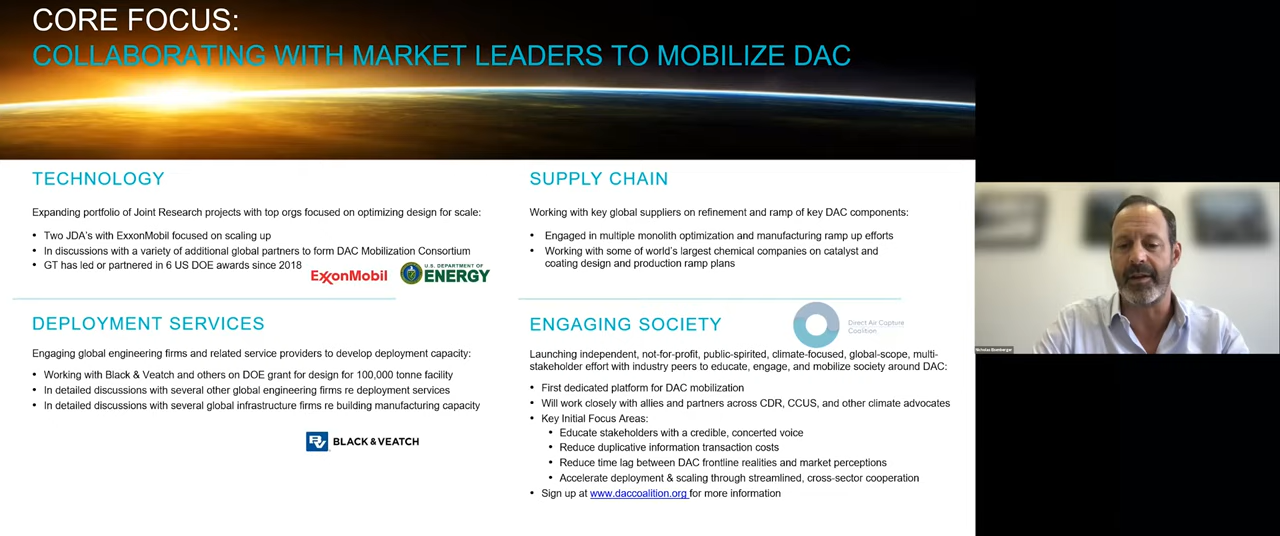 CORE FOCUS:
COLLABORATING WITH MARKET LEADERS TO MOBILIZE DAC
TECHNOLOGY
Expanding portfolio of Joint Research projects with top orgs focused on optimizing design for scale:
• Two JDA's with ExxonMobil focused on scaling up
• In discussions with a variety of additional global partners to form DAC Mobilization Consortium
• GT has led or partnered in 6 US DOE awards since 2018
ExxonMobil
U.S. DEPARTMENT OF
ENERGY
SUPPLY CHAIN
Working with key global suppliers on refinement and ramp of key DAC components:
• Engaged in multiple monolith optimization and manufacturing ramp up efforts
• Working with some of world's largest chemical companies on catalyst and
coating design and production ramp plans
DEPLOYMENT SERVICES
Engaging global engineering firms and related service providers to develop deployment capacity:
• Working with Black & Veatch and others on DOE grant for design for 100,000 tonne facility
• In detailed discussions with several other global engineering firms re deployment services
• In detailed discussions with several global infrastructure firms re building manufacturing capacity
BV
BLACK & VEATCH
ENGAGING SOCIETY
Direct Air Capture
Coalition
Launching independent, not-for-profit, public-spirited, climate-focused, global-scope, multi-
stakeholder effort with industry peers to educate, engage, and mobilize society around DAC:
• First dedicated platform for DAC mobilization
• Will work closely with allies and partners across CDR, CCUS, and other climate advocates
• Key Initial Focus Areas:
• Educate stakeholders with a credible, concerted voice
• Reduce duplicative information transaction costs
• Reduce time lag between DAC frontline realities and market perceptions
• Accelerate deployment & scaling through streamlined, cross-sector cooperation
• Sign up at www.daccoalition.org for more information
Nicholas Eisenberger